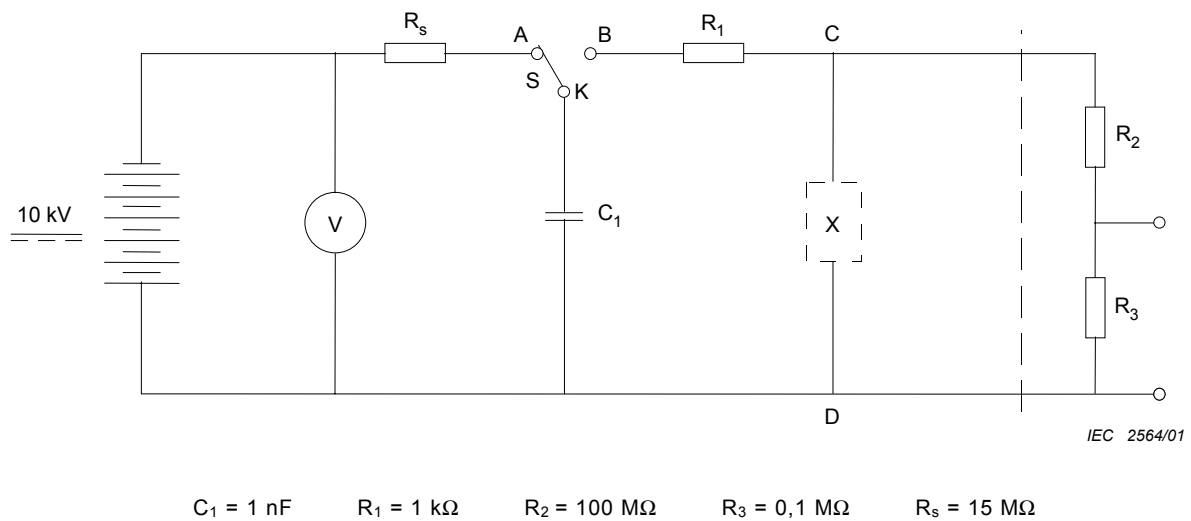 R_s
A
B
R_1
C
S
K
R_2
10 kV
V
C_1
X
R_3
D
IEC 2564/01
C_1 = 1 nF R_1 = 1 kΩ R_2 = 100 MΩ R_3 = 0,1 MΩ R_s = 15 MΩ